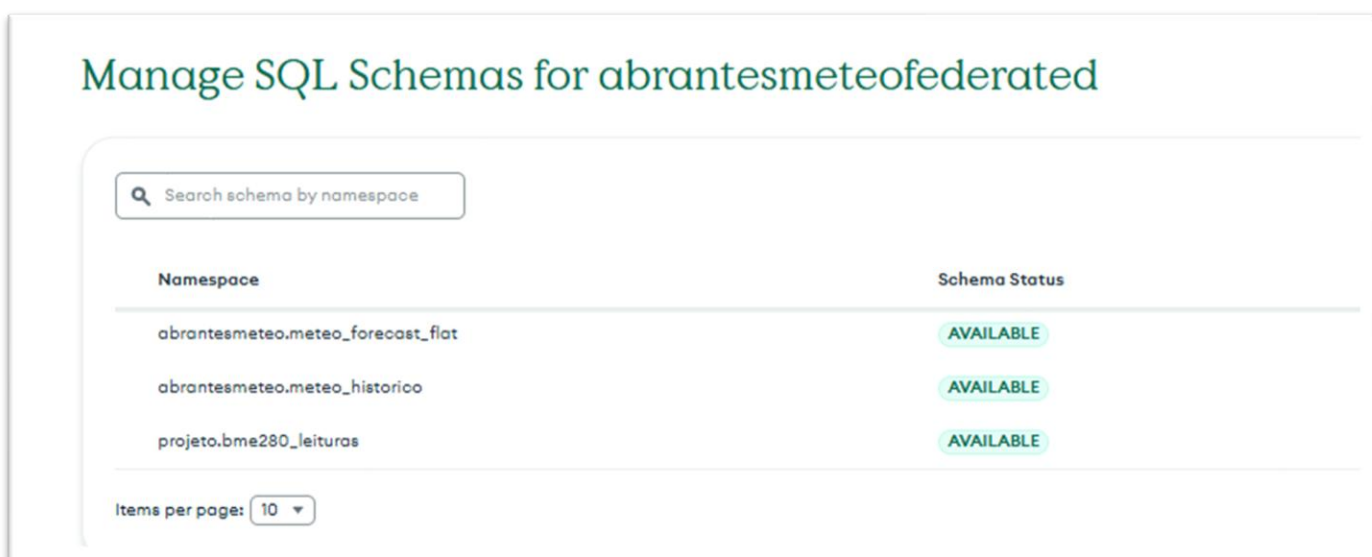 Manage SQL Schemas for abrantesmeteofederated
Search schema by namespace
Namespace Schema Status
abrantesmeteo.meteo_forecast_flat AVAILABLE
abrantesmeteo.meteo_historico AVAILABLE
projeto.bme280_leituras AVAILABLE
Items per page: 10